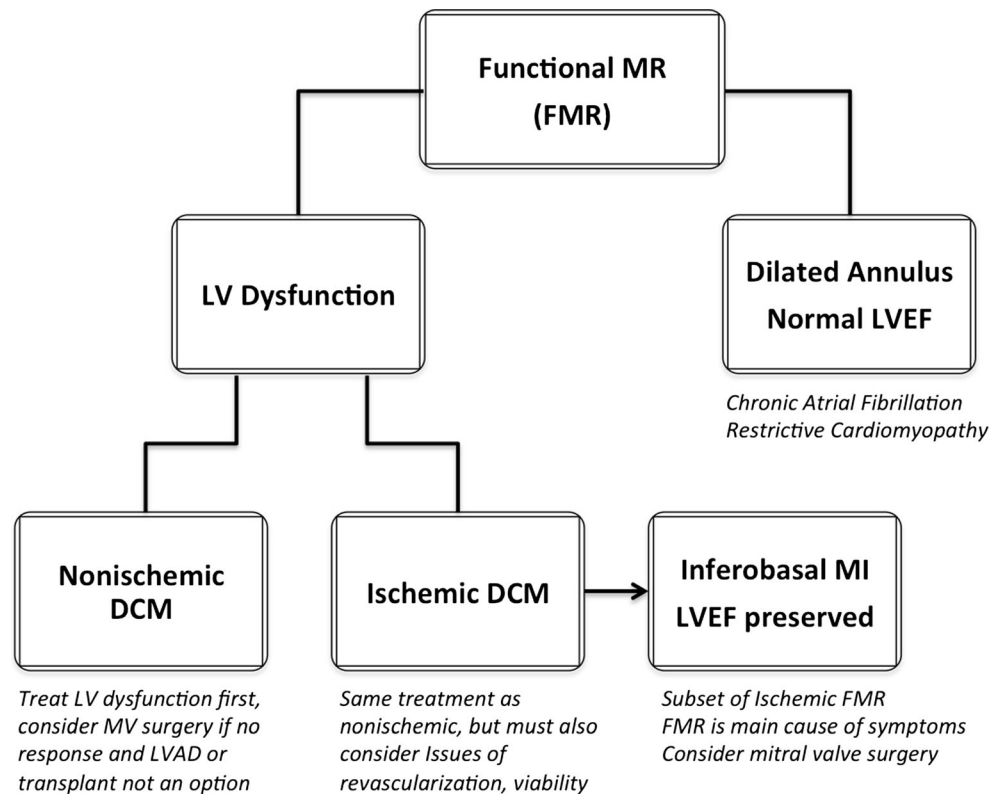 Functional MR
(FMR)
LV Dysfunction
Dilated Annulus
Normal LVEF
Chronic Atrial Fibrillation
Restrictive Cardiomyopathy
Nonischemic
DCM
Ischemic DCM
Inferobasal MI
LVEF preserved
Treat LV dysfunction first,
consider MV surgery if no
response and LVAD or
transplant not an option
Same treatment as
nonischemic, but must also
consider Issues of
revascularization, viability
Subset of Ischemic FMR
FMR is main cause of symptoms
Consider mitral valve surgery